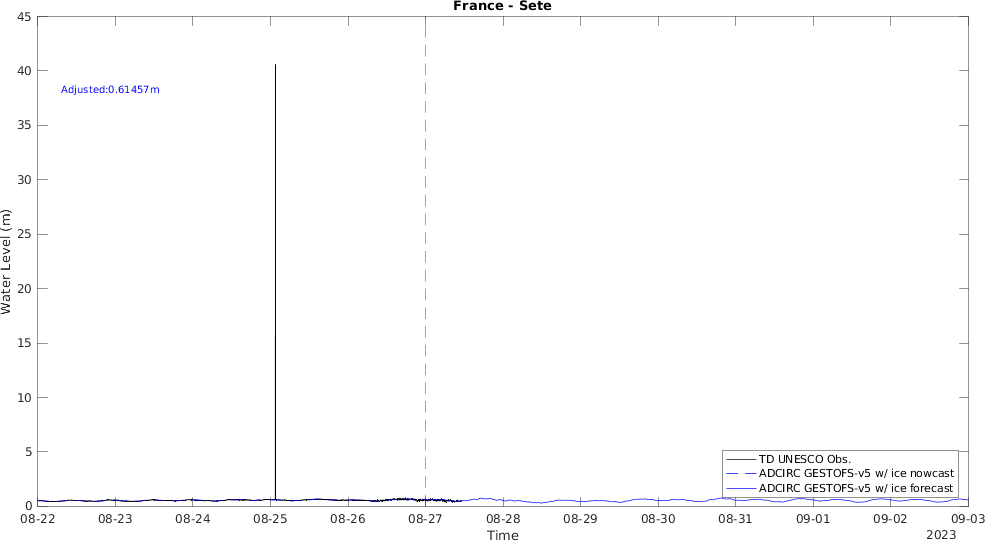 France - Sete
45
40
35
30
25
20
15
10
5
0
Water Level (m)
Adjusted:0.61457m
TD UNESCO Obs.
ADCIRC GESTOFS-v5 w/ ice nowcast
ADCIRC GESTOFS-v5 w/ ice forecast
08-22 08-23 08-24 08-25 08-26 08-27 08-28 08-29 08-30 08-31 09-01 09-02 09-03
Time
2023